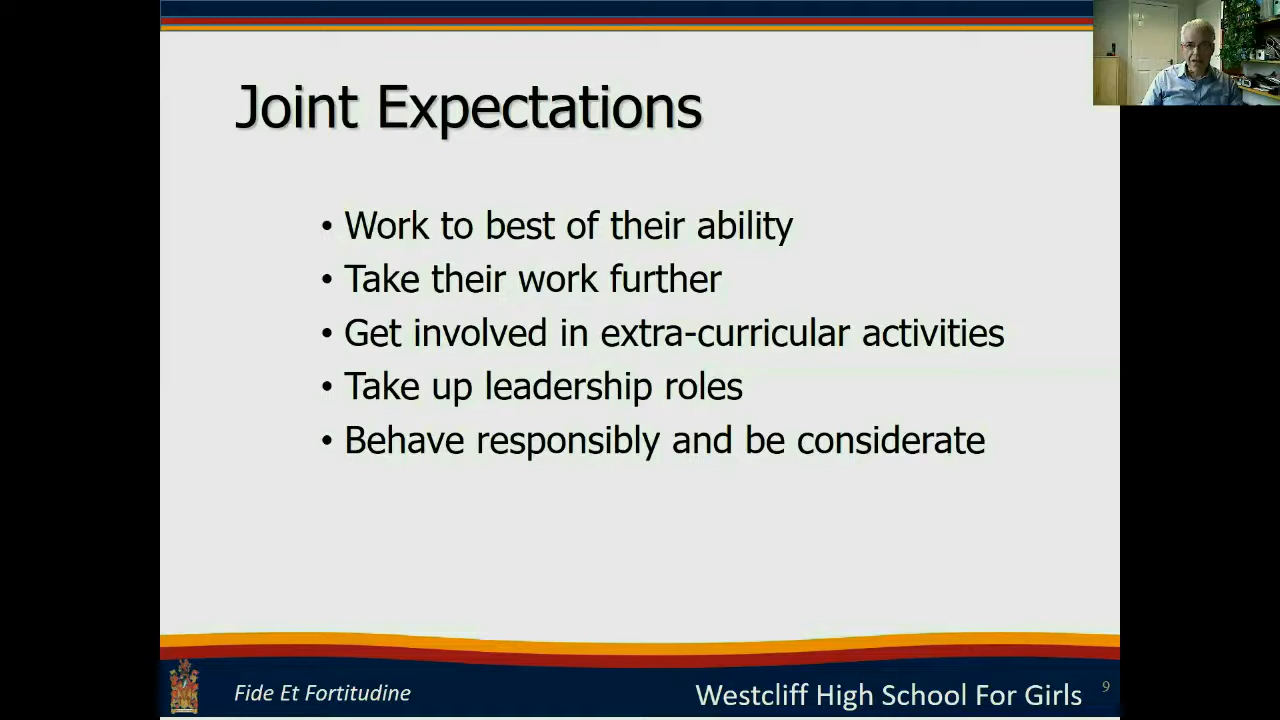 Joint Expectations
• Work to best of their ability
• Take their work further
• Get involved in extra-curricular activities
• Take up leadership roles
• Behave responsibly and be considerate
Fide Et Fortitudine
Westcliff High School For Girls
9